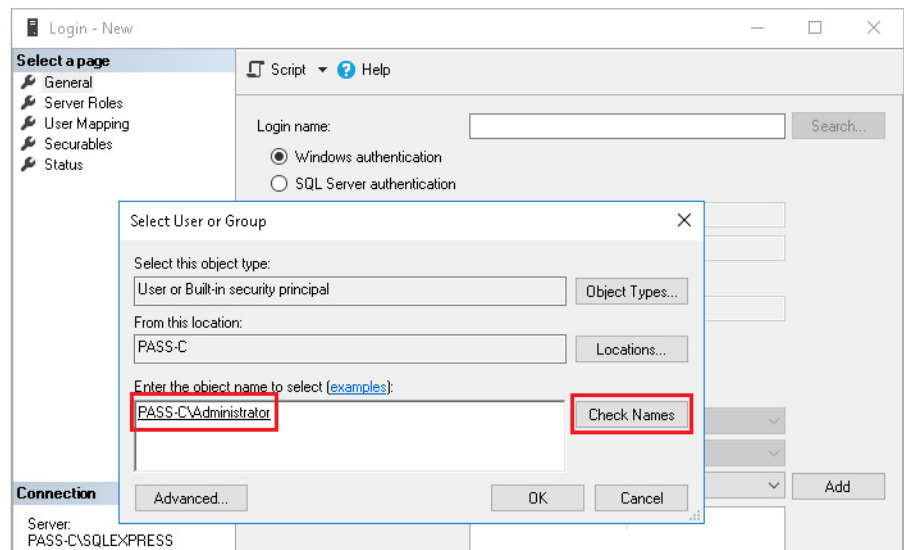 Login - New
Select a page
General
Server Roles
User Mapping
Securables
Status
Script
Help
Login name:
Search...
Windows authentication
SQL Server authentication
Select User or Group
Select this object type:
User or Built-in security principal
Object Types...
From this location:
PASS-C
Locations...
Enter the object name to select (examples):
PASS-C\Administrator
Check Names
Advanced...
OK
Cancel
Add
Connection
Server:
PASS-C\SQLEXPRESS